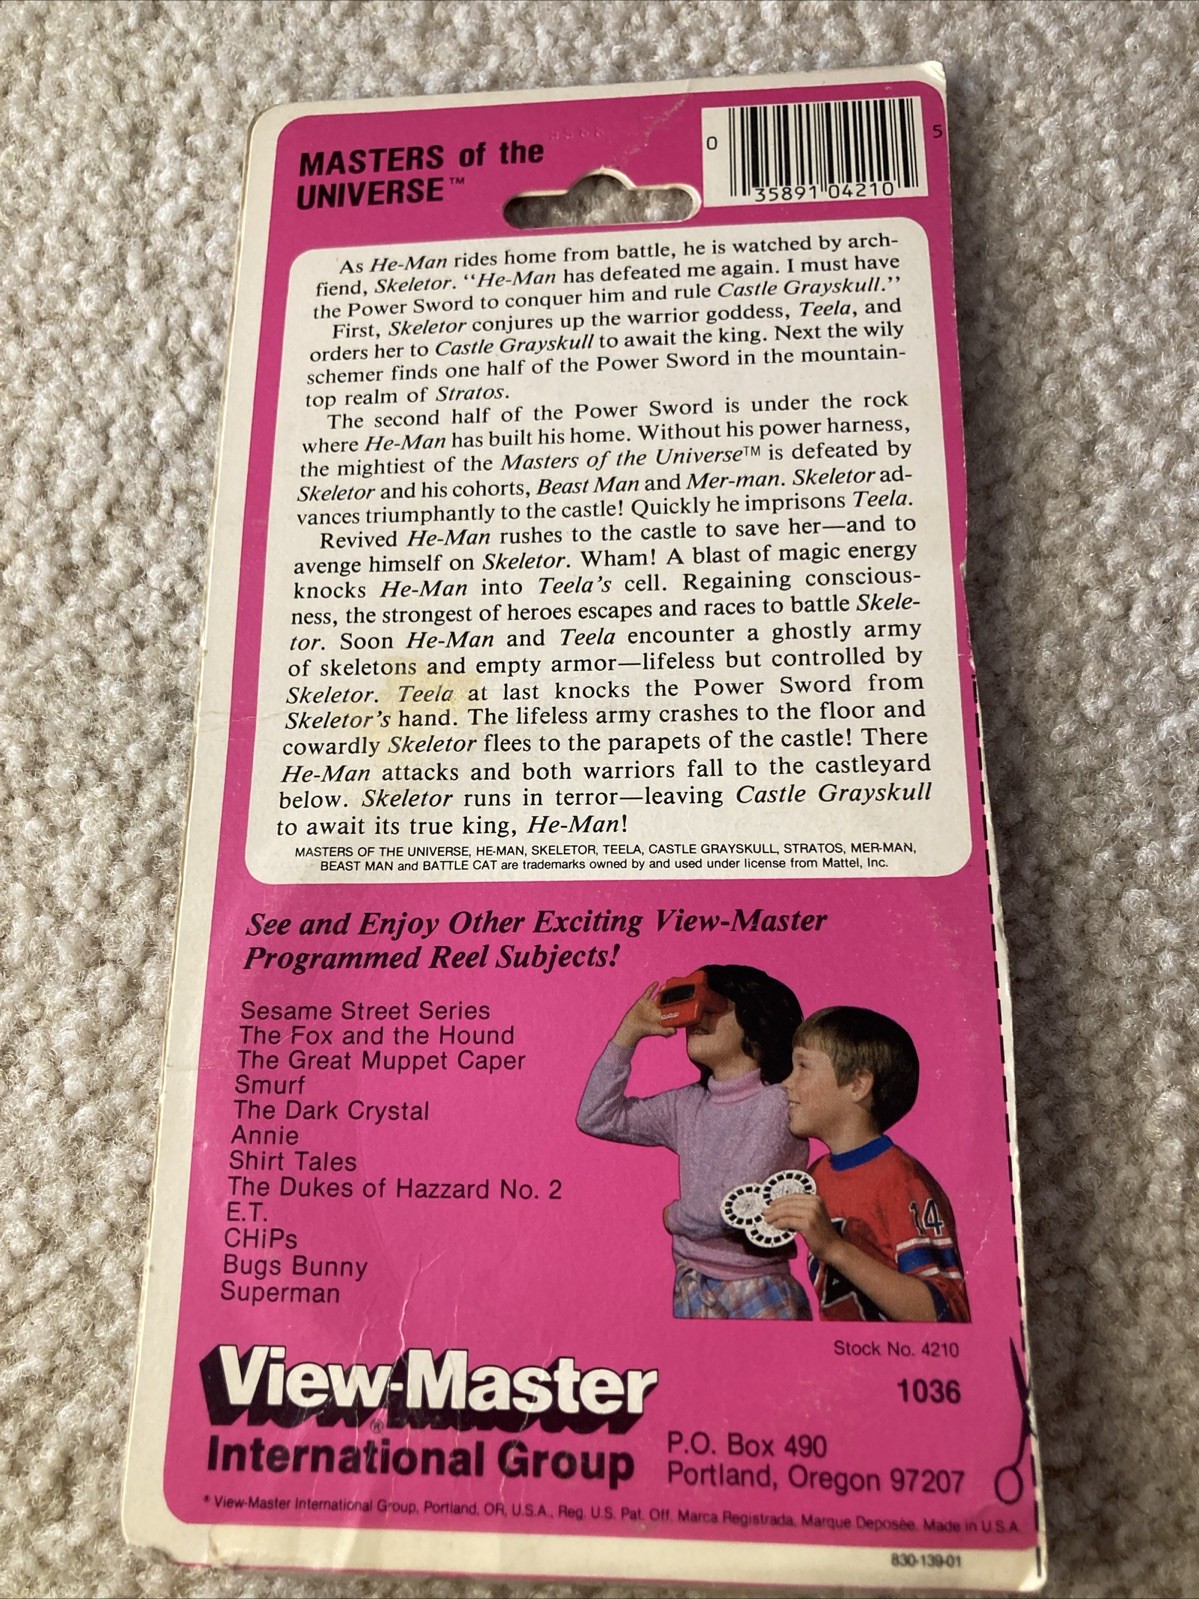 MASTERS of the
UNIVERSE™
0
35891 04210
5
As He-Man rides home from battle, he is watched by arch-
fiend, Skeletor. “He-Man has defeated me again. I must have
the Power Sword to conquer him and rule Castle Grayskull.”
First, Skeletor conjures up the warrior goddess, Teela, and
orders her to Castle Grayskull to await the king. Next the wily
schemer finds one half of the Power Sword in the mountain-
top realm of Stratos.
The second half of the Power Sword is under the rock
where He-Man has built his home. Without his power harness,
the mightiest of the Masters of the Universe™ is defeated by
Skeletor and his cohorts, Beast Man and Mer-man. Skeletor ad-
vances triumphantly to the castle! Quickly he imprisons Teela.
Revived He-Man rushes to the castle to save her—and to
avenge himself on Skeletor. Wham! A blast of magic energy
knocks He-Man into Teela’s cell. Regaining conscious-
ness, the strongest of heroes escapes and races to battle Skele-
tor. Soon He-Man and Teela encounter a ghostly army
of skeletons and empty armor—lifeless but controlled by
Skeletor. Teela at last knocks the Power Sword from
Skeletor’s hand. The lifeless army crashes to the floor and
cowardly Skeletor flees to the parapets of the castle! There
He-Man attacks and both warriors fall to the castleyard
below. Skeletor runs in terror—leaving Castle Grayskull
to await its true king, He-Man!
MASTERS OF THE UNIVERSE, HE-MAN, SKELETOR, TEELA, CASTLE GRAYSKULL, STRATOS, MER-MAN,
BEAST MAN and BATTLE CAT are trademarks owned by and used under license from Mattel, Inc.
See and Enjoy Other Exciting View-Master
Programmed Reel Subjects!
Sesame Street Series
The Fox and the Hound
The Great Muppet Caper
Smurf
The Dark Crystal
Annie
Shirt Tales
The Dukes of Hazzard No. 2
E.T.
CHiPs
Bugs Bunny
Superman
14
Stock No. 4210
1036
View-Master®
International Group
P.O. Box 490
Portland, Oregon 97207
® View-Master International Group, Portland, OR, U.S.A., Reg. U.S. Pat. Off. Marca Registrada, Marque Deposée. Made in U.S.A.
830-139-01